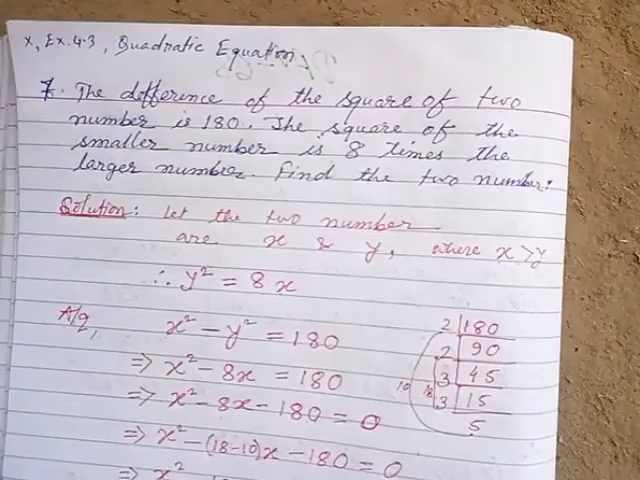 X, Ex. 4.3, Quadratic Equation
7. The difference of the square of two
number is 180. The square of the
smaller number is 8 times the
larger number. Find the two number:
Solution: Let the two number
are x & y, where x > y
∴ y² = 8x
A/q,
x² - y² = 180
⇒ x² - 8x = 180
⇒ x² - 8x - 180 = 0
⇒ x² - (18-10)x - 180 = 0
⇒ x²
2 | 180
2 | 90
3 | 45
3 | 15
5
10
18